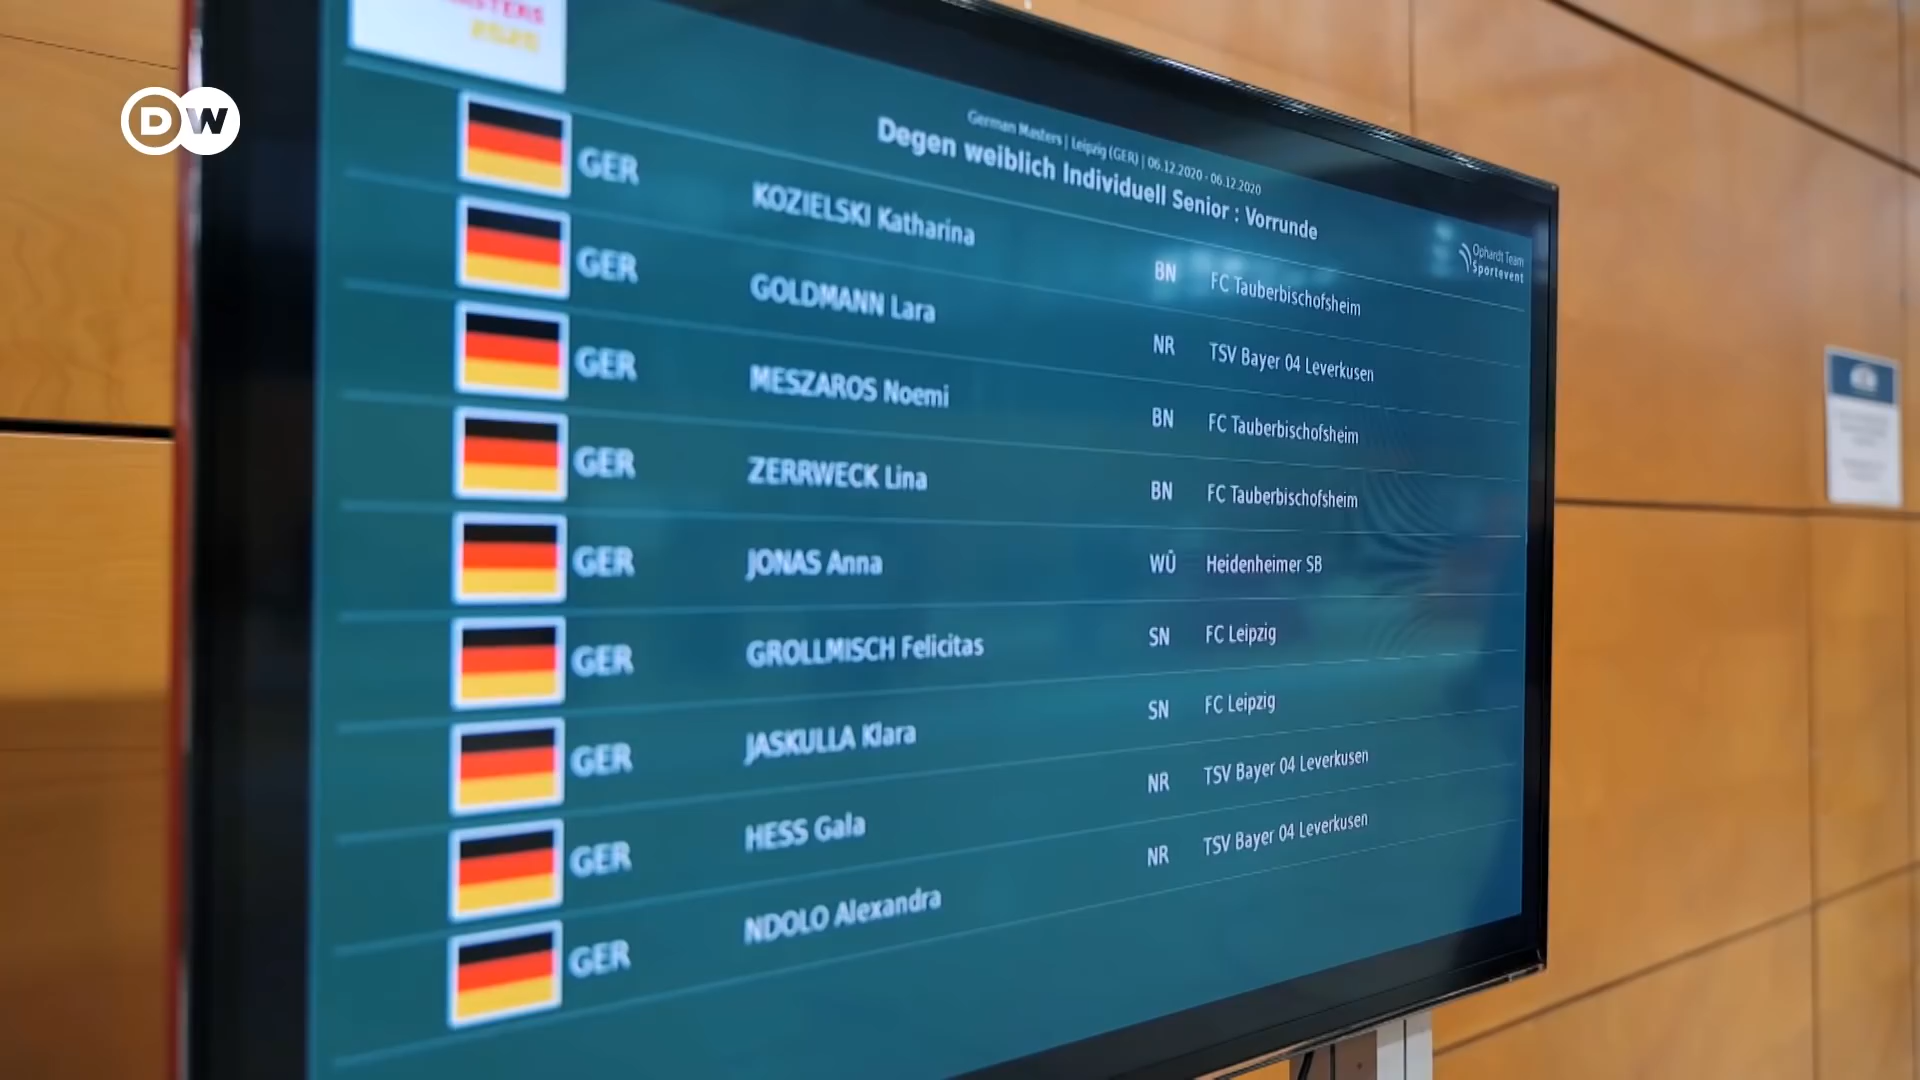 MASTERS
2020
DW
German Masters | Leipzig (GER) | 06.12.2020 - 06.12.2020
Degen weiblich Individuell Senior : Vorrunde
Ophardt Team
Sportevent
GER KOZIELSKI Katharina BN FC Tauberbischofsheim
GER GOLDMANN Lara NR TSV Bayer 04 Leverkusen
GER MESZAROS Noemi BN FC Tauberbischofsheim
GER ZERRWECK Lina BN FC Tauberbischofsheim
GER JONAS Anna WÜ Heidenheimer SB
GER GROLLMISCH Felicitas SN FC Leipzig
GER JASKULLA Klara SN FC Leipzig
GER HESS Gala NR TSV Bayer 04 Leverkusen
GER NDOLO Alexandra NR TSV Bayer 04 Leverkusen